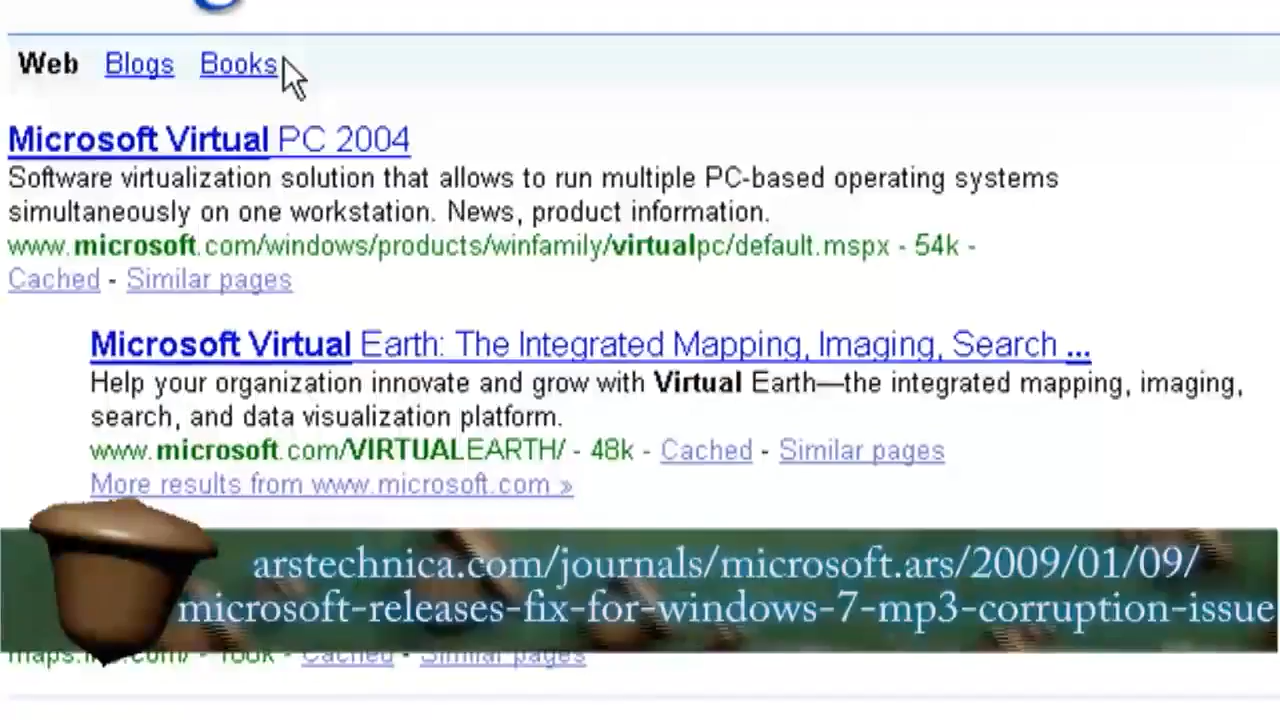 Web Blogs Books
Microsoft Virtual PC 2004
Software virtualization solution that allows to run multiple PC-based operating systems
simultaneously on one workstation. News, product information.
www.microsoft.com/windows/products/winfamily/virtualpc/default.mspx - 54k -
Cached - Similar pages
Microsoft Virtual Earth: The Integrated Mapping, Imaging, Search ...
Help your organization innovate and grow with Virtual Earth—the integrated mapping, imaging,
search, and data visualization platform.
www.microsoft.com/VIRTUALEARTH/ - 48k - Cached - Similar pages
More results from www.microsoft.com »
arstechnica.com/journals/microsoft.ars/2009/01/09/
microsoft-releases-fix-for-windows-7-mp3-corruption-issue
Cached - Similar pages